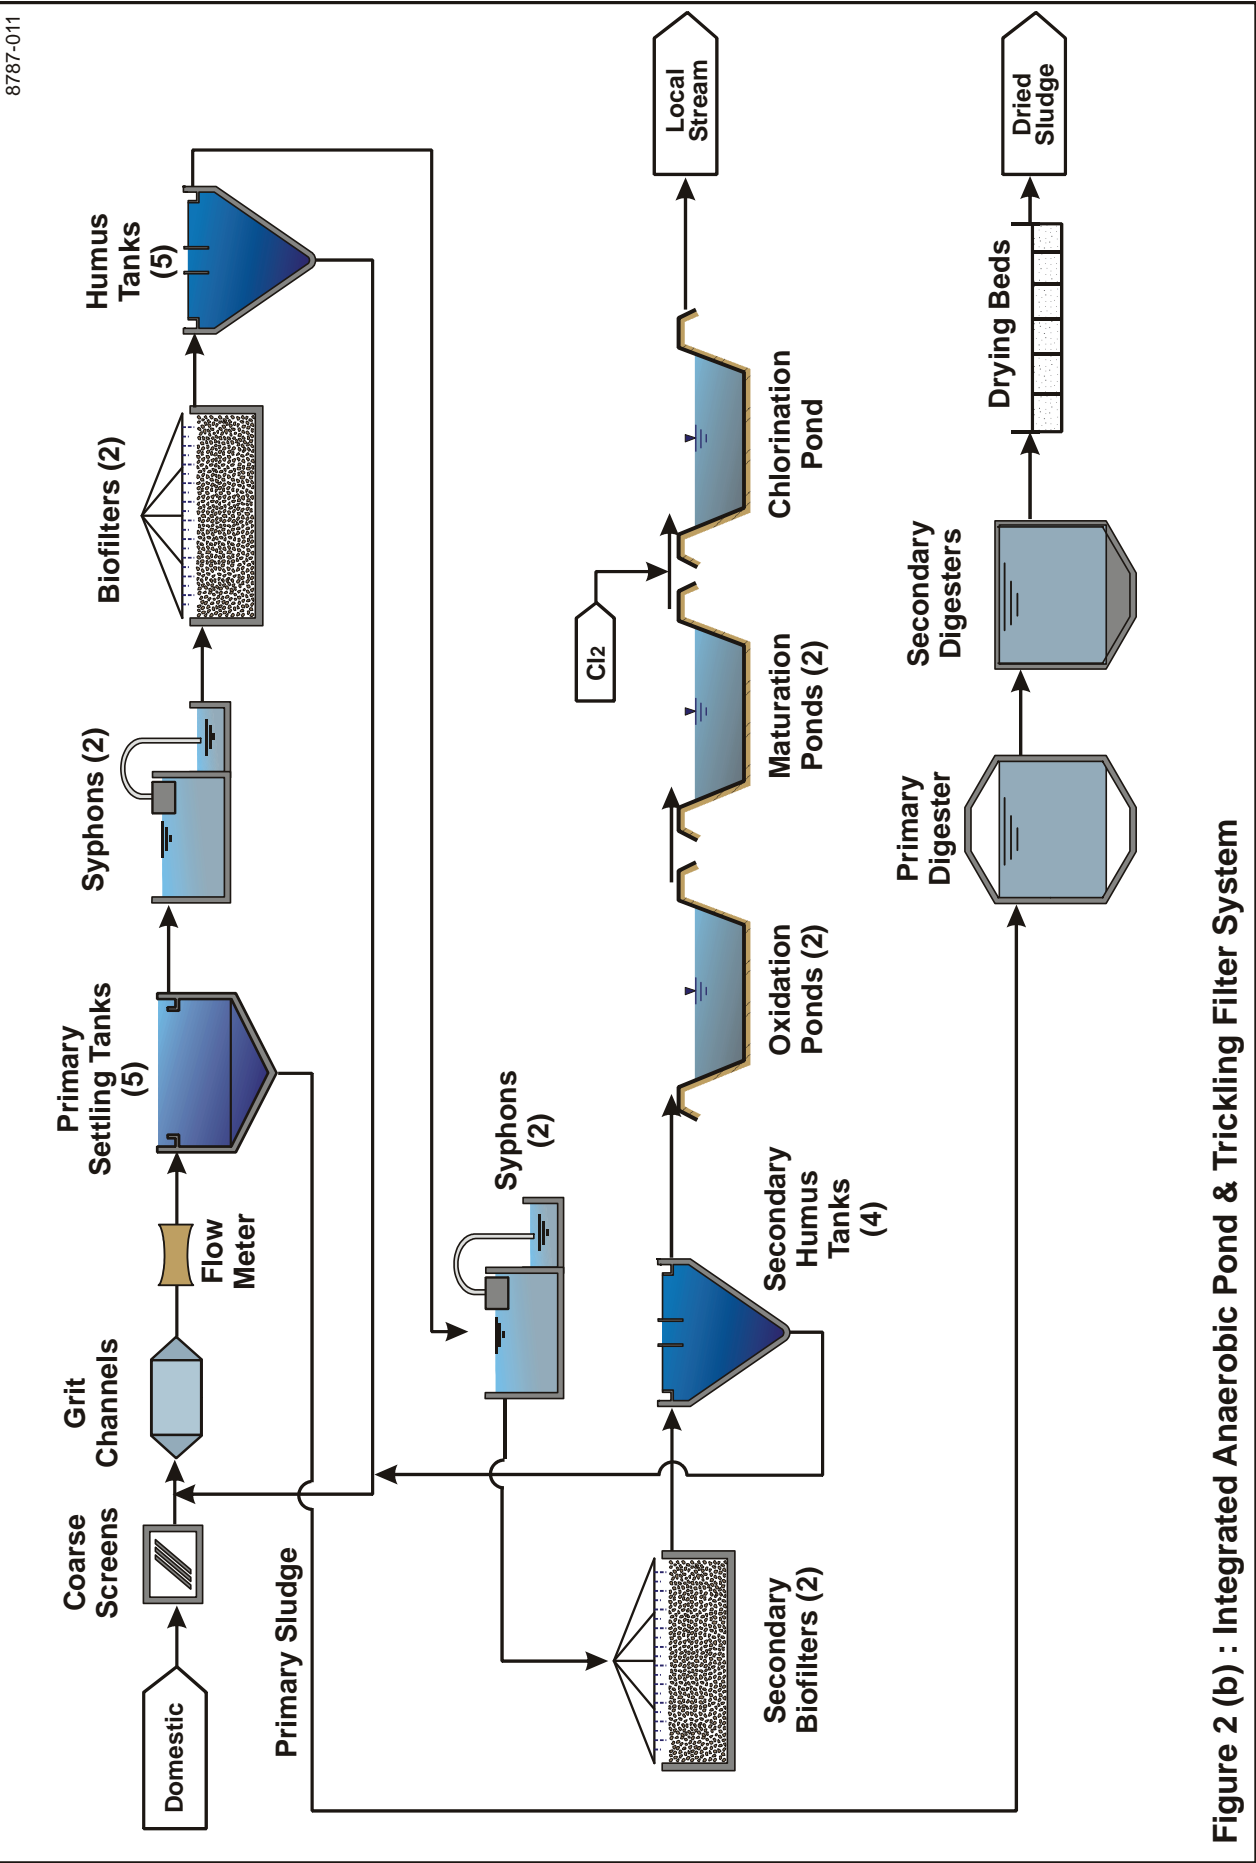 8787-011
Domestic
Coarse
Screens
Grit
Channels
Flow
Meter
Primary
Settling Tanks
(5)
Syphons (2)
Biofilters (2)
Humus
Tanks
(5)
Primary Sludge
Syphons
(2)
Secondary
Biofilters (2)
Secondary
Humus
Tanks
(4)
Oxidation
Ponds (2)
Maturation
Ponds (2)
Cl2
Chlorination
Pond
Local
Stream
Primary
Digester
Secondary
Digesters
Drying Beds
Dried
Sludge
Figure 2 (b) : Integrated Anaerobic Pond & Trickling Filter System